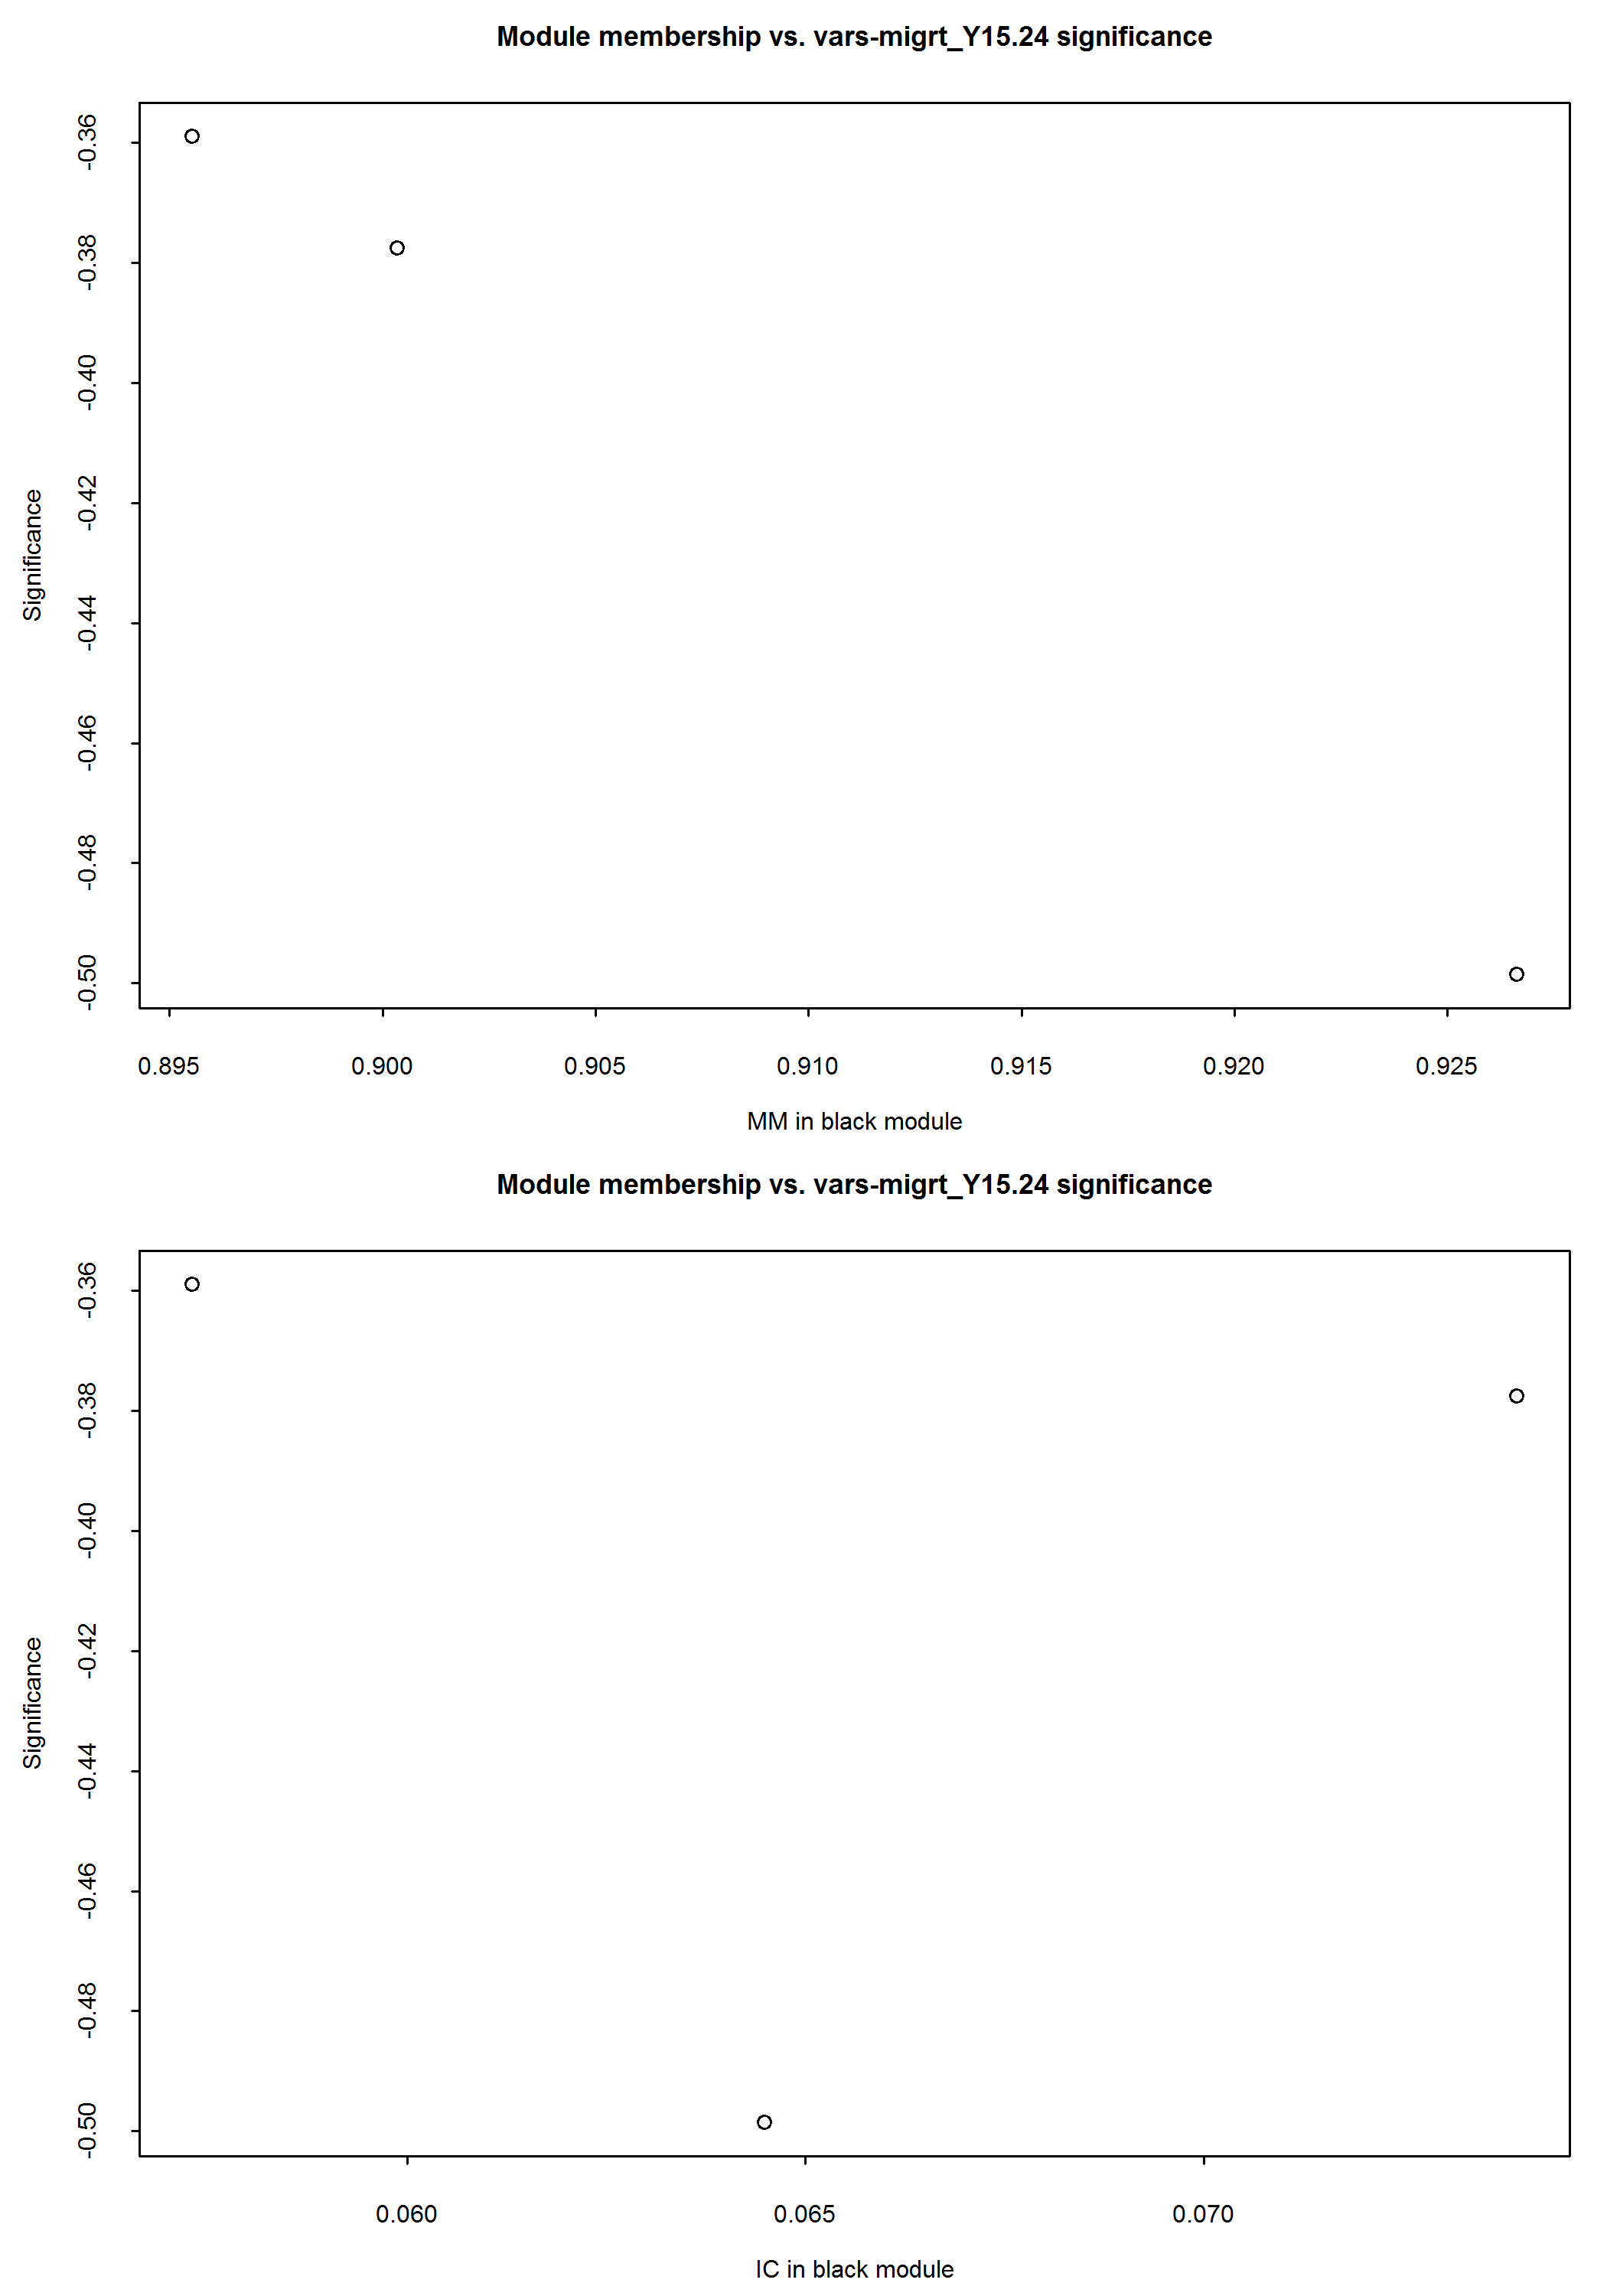 Module membership vs. vars-migrt_Y15.24 significance
-0.36
-0.38
-0.40
-0.42
-0.44
-0.46
-0.48
-0.50
Significance
0.895 0.900 0.905 0.910 0.915 0.920 0.925
MM in black module
Module membership vs. vars-migrt_Y15.24 significance
-0.36
-0.38
-0.40
-0.42
-0.44
-0.46
-0.48
-0.50
Significance
0.060 0.065 0.070
IC in black module